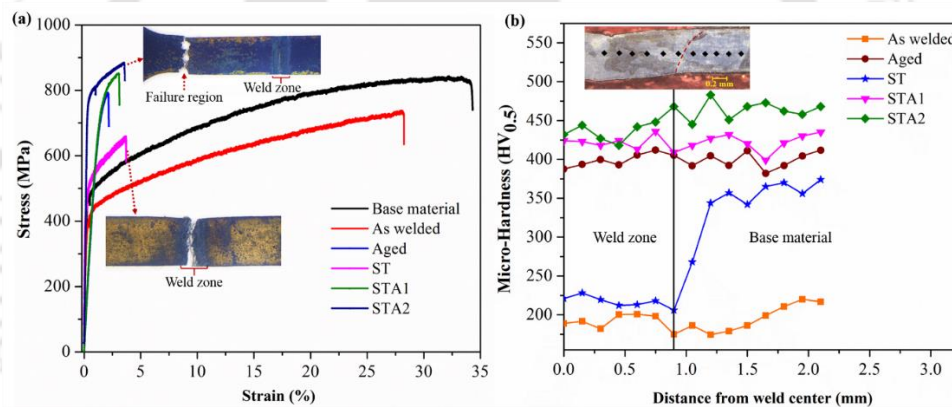 (a)
1000
800
600
400
200
0
Stress (MPa)
0 5 10 15 20 25 30 35
Strain (%)
Failure region
Weld zone
Weld zone
Base material
As welded
Aged
ST
STA1
STA2
(b)
550
500
450
400
350
300
250
200
150
Micro-Hardness (HV0.5)
0.0 0.5 1.0 1.5 2.0 2.5 3.0
Distance from weld center (mm)
0.2 mm
Weld zone
Base material
As welded
Aged
ST
STA1
STA2